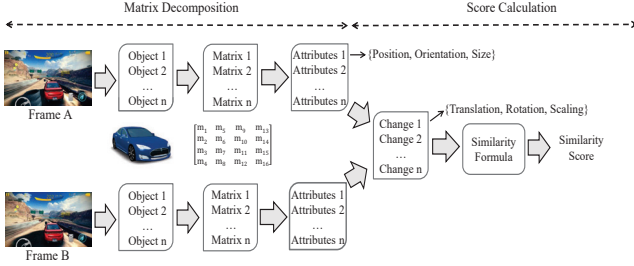 Matrix Decomposition
Score Calculation
Object 1
Object 2
...
Object n
Matrix 1
Matrix 2
...
Matrix n
Attributes 1
Attributes 2
...
Attributes n
{Position, Orientation, Size}
Frame A
m₁ m₅ m₉ m₁₃
m₂ m₆ m₁₀ m₁₄
m₃ m₇ m₁₁ m₁₅
m₄ m₈ m₁₂ m₁₆
{Translation, Rotation, Scaling}
Change 1
Change 2
...
Change n
Similarity
Formula
Similarity
Score
Object 1
Object 2
...
Object n
Matrix 1
Matrix 2
...
Matrix n
Attributes 1
Attributes 2
...
Attributes n
Frame B